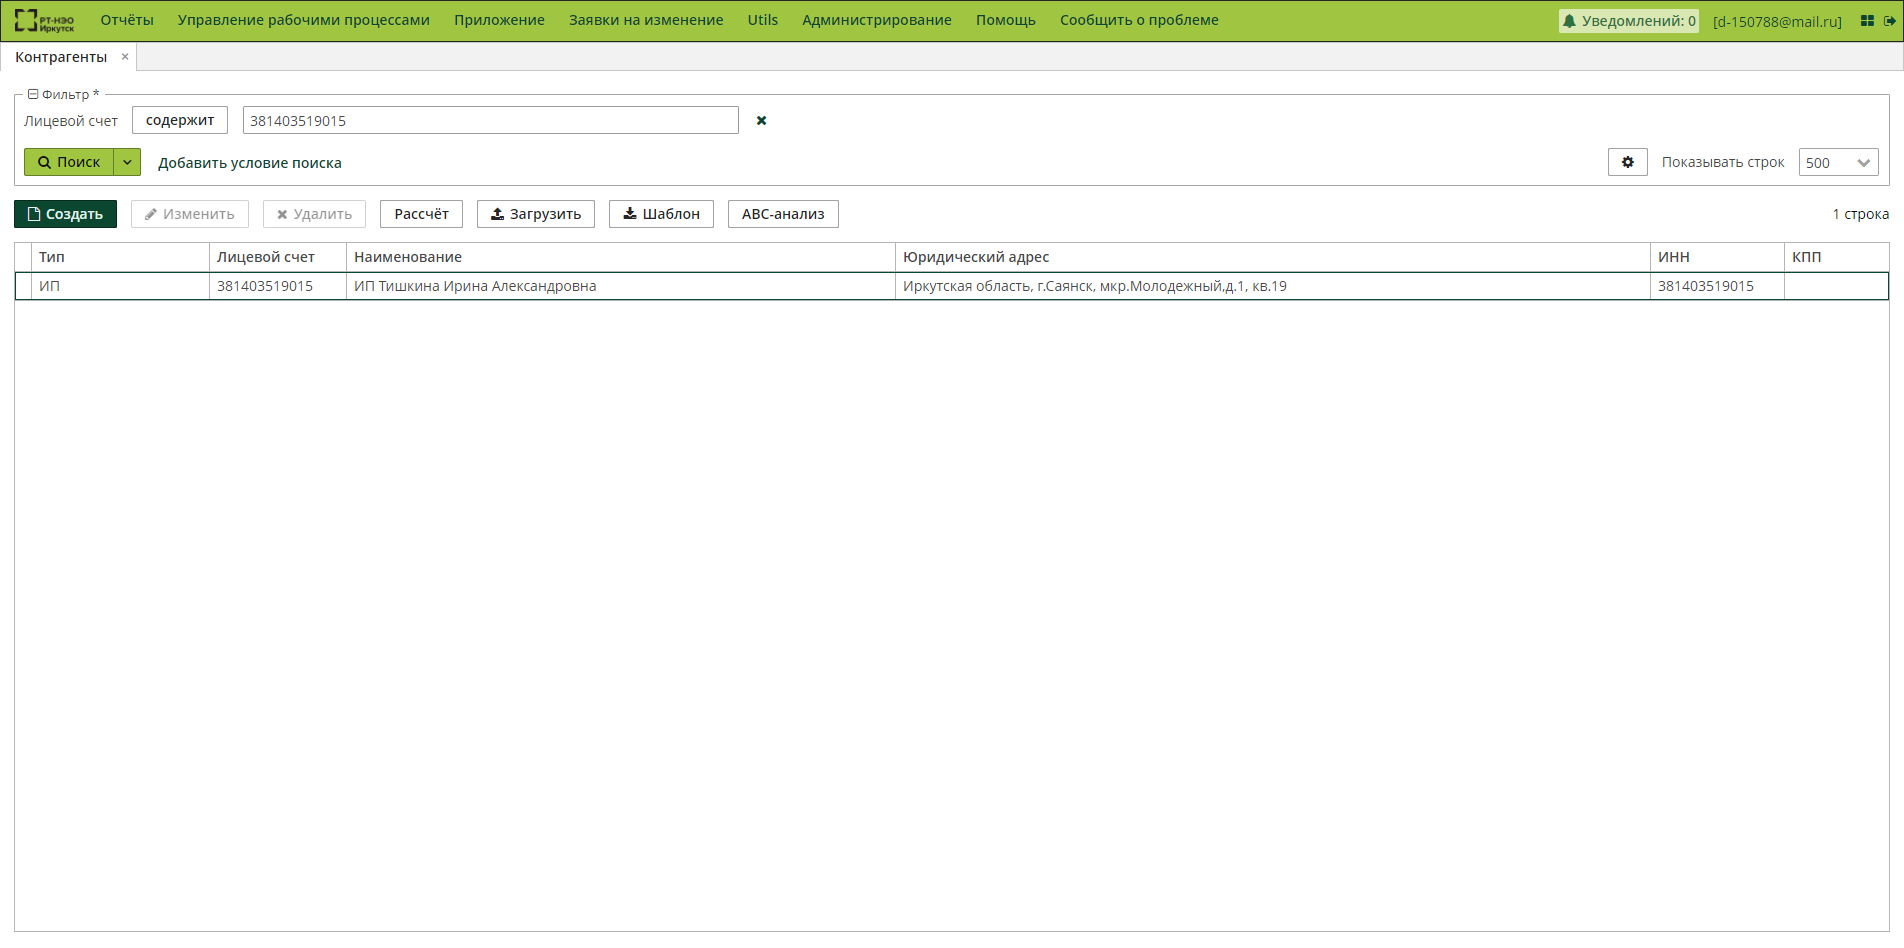 РТ-НЭО Иркутск Отчёты Управление рабочими процессами Приложение Заявки на изменение Utils Администрирование Помощь Сообщить о проблеме Уведомлений: 0 [d-150788@mail.ru]
Контрагенты ×
Фильтр *
Лицевой счет содержит 381403519015
Поиск Добавить условие поиска Показывать строк 500
Создать Изменить Удалить Рассчёт Загрузить Шаблон ABC-анализ 1 строка
Тип Лицевой счет Наименование Юридический адрес ИНН КПП
ИП 381403519015 ИП Тишкина Ирина Александровна Иркутская область, г.Саянск, мкр.Молодежный,д.1, кв.19 381403519015